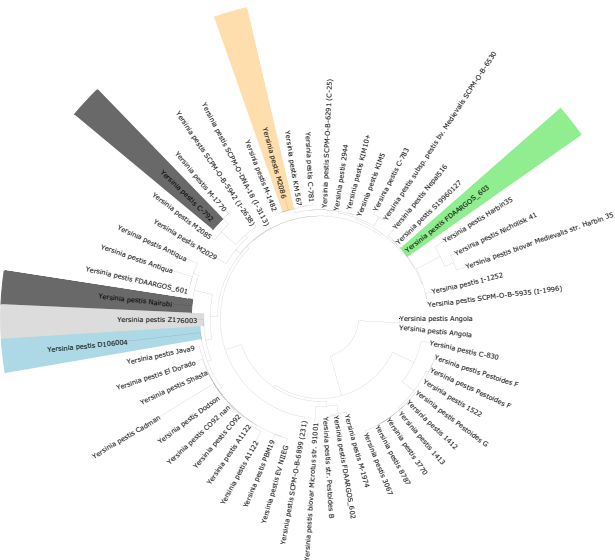 Yersinia pestis SCPM-O-B-6291 (C-25)
Yersinia pestis 2944
Yersinia pestis KIM10+
Yersinia pestis KIM5
Yersinia pestis C-783
Yersinia pestis subsp. pestis bv. Medievalis SCPM-O-B-6530
Yersinia pestis Nepal516
Yersinia pestis S19960127
Yersinia pestis FDAARGOS_603
Yersinia pestis Harbin35
Yersinia pestis Nicholisk 41
Yersinia pestis biovar Medievalis str. Harbin 35
Yersinia pestis I-1252
Yersinia pestis SCPM-O-B-5935 (I-1996)
Yersinia pestis Angola
Yersinia pestis Angola
Yersinia pestis C-830
Yersinia pestis Pestoides F
Yersinia pestis Pestoides F
Yersinia pestis 1522
Yersinia pestis Pestoides G
Yersinia pestis 1412
Yersinia pestis 1413
Yersinia pestis 3770
Yersinia pestis 8787
Yersinia pestis 3067
Yersinia pestis M-1974
Yersinia pestis FDAARGOS_602
Yersinia pestis str. Pestoides B
Yersinia pestis biovar Microtus str. 91001
Yersinia pestis SCPM-O-B-6899 (231)
Yersinia pestis EV NIIEG
Yersinia pestis PBM19
Yersinia pestis A1122
Yersinia pestis A1122
Yersinia pestis CO92
Yersinia pestis CO92 nan
Yersinia pestis Dodson
Yersinia pestis Cadman
Yersinia pestis Shasta
Yersinia pestis El Dorado
Yersinia pestis Java9
Yersinia pestis D106004
Yersinia pestis Z176003
Yersinia pestis Nairobi
Yersinia pestis FDAARGOS_601
Yersinia pestis Antiqua
Yersinia pestis Antiqua
Yersinia pestis M2029
Yersinia pestis M2085
Yersinia pestis C-792
Yersinia pestis M-1770
Yersinia pestis SCPM-O-B-5942 (I-2638)
Yersinia pestis SCPM-O-DNA-18 (I-3113)
Yersinia pestis M-1482
Yersinia pestis M2086
Yersinia pestis KM 567
Yersinia pestis C-781